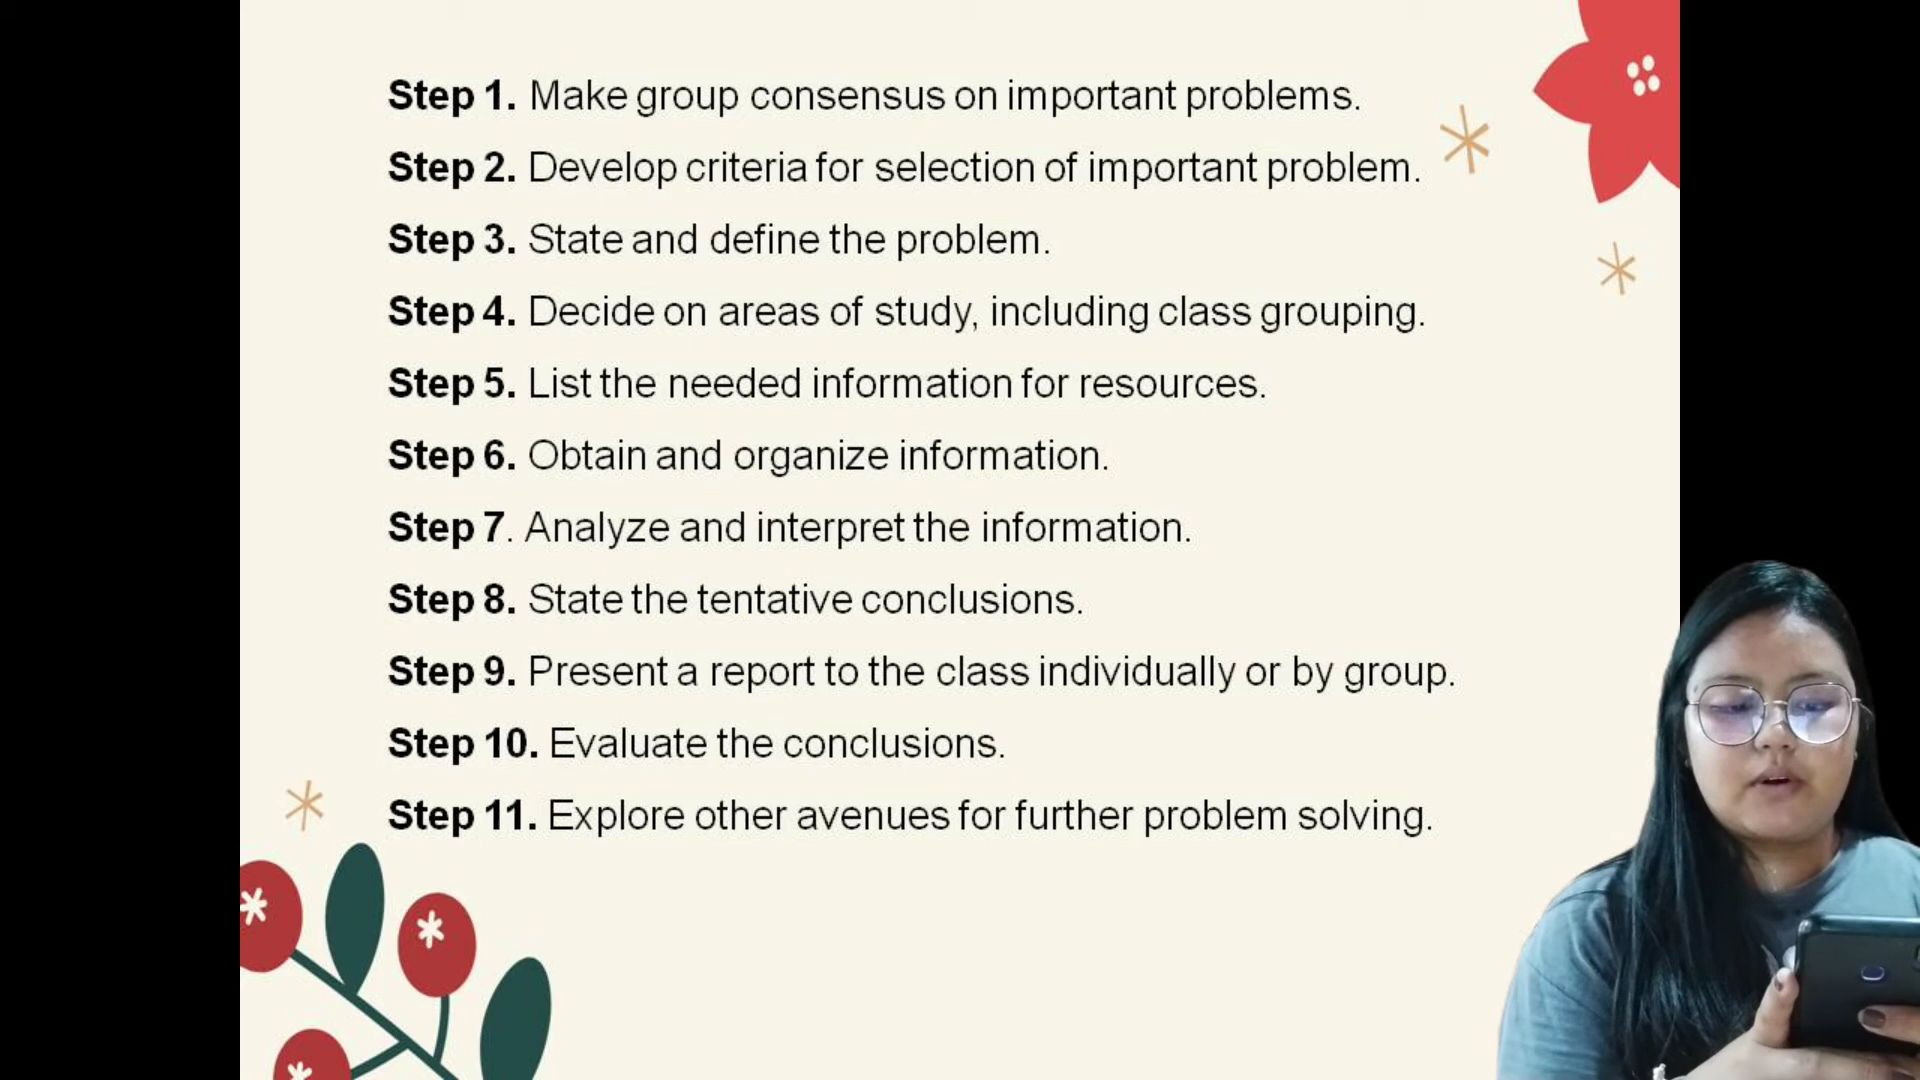 Step 1. Make group consensus on important problems.
Step 2. Develop criteria for selection of important problem.
Step 3. State and define the problem.
Step 4. Decide on areas of study, including class grouping.
Step 5. List the needed information for resources.
Step 6. Obtain and organize information.
Step 7. Analyze and interpret the information.
Step 8. State the tentative conclusions.
Step 9. Present a report to the class individually or by group.
Step 10. Evaluate the conclusions.
Step 11. Explore other avenues for further problem solving.